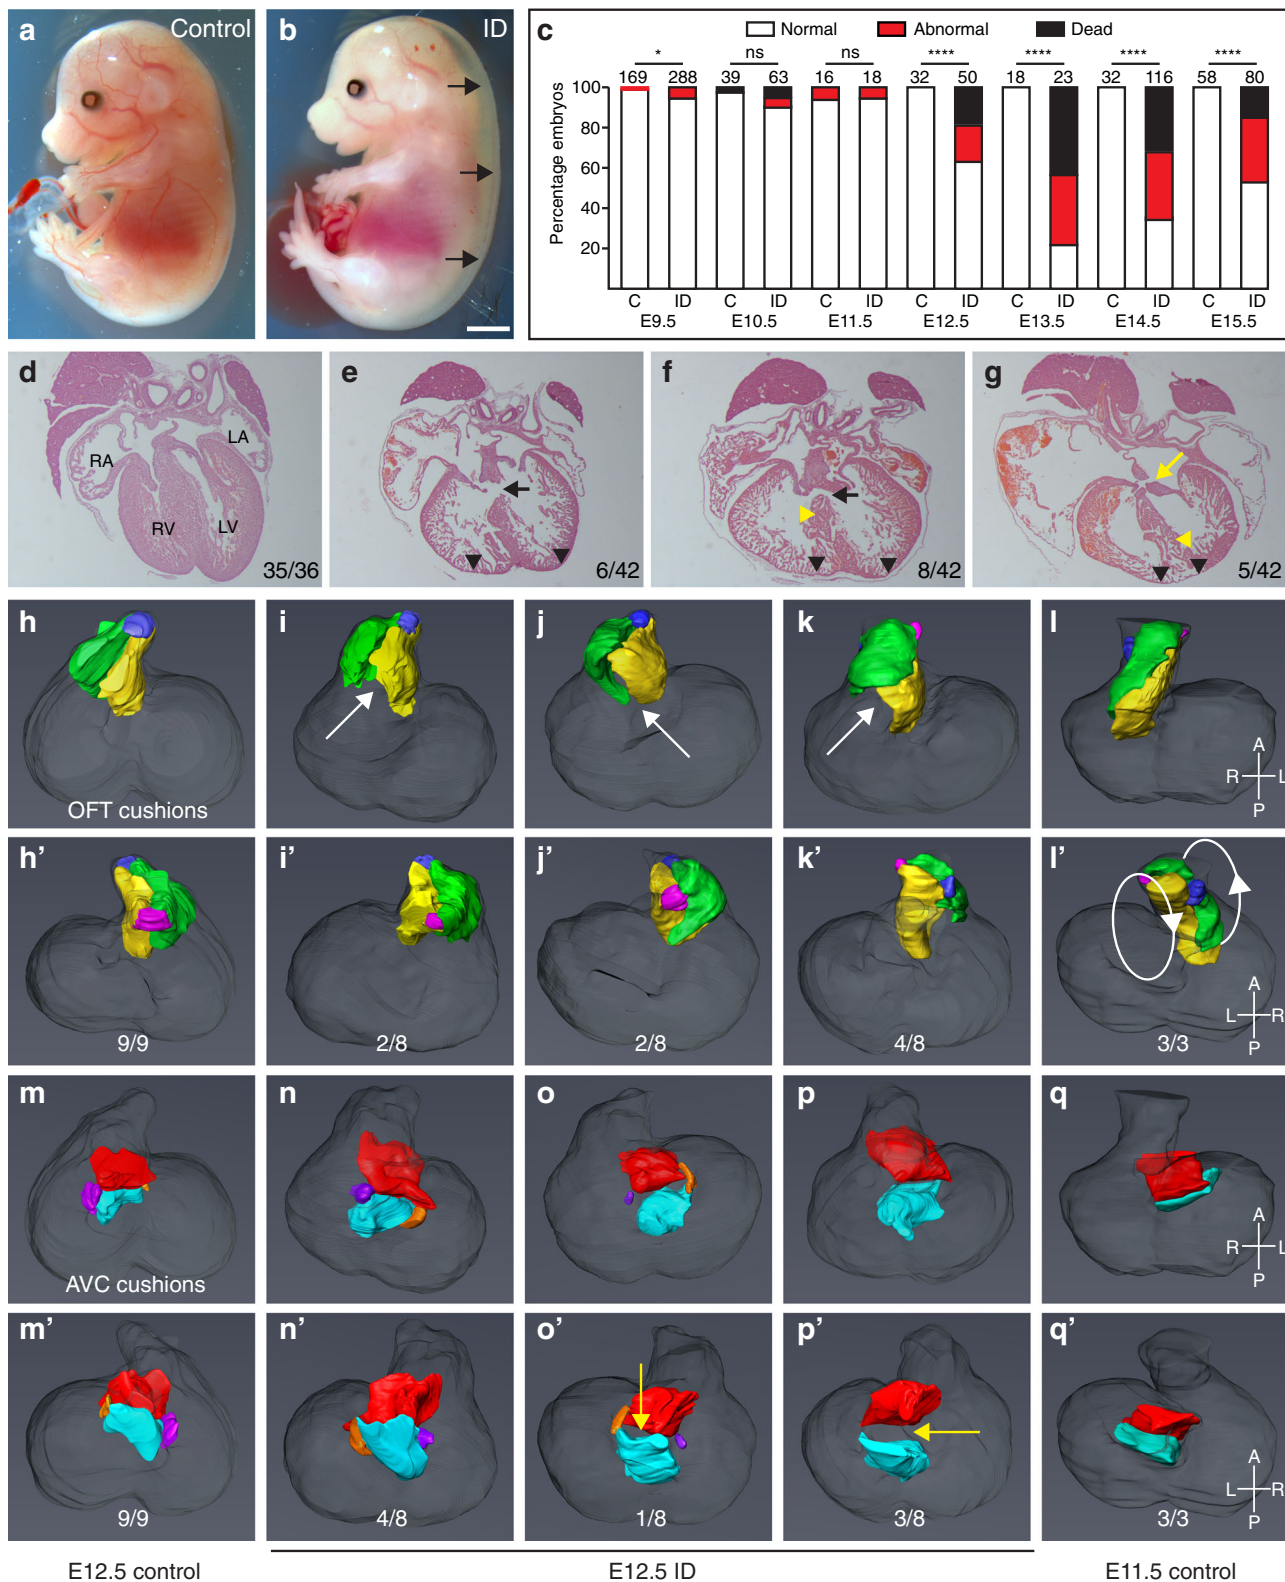 a Control
b ID
c
Normal Abnormal Dead
* ns ns **** **** **** ****
169 288 39 63 16 18 32 50 18 23 32 116 58 80
Percentage embryos
100
80
60
40
20
C ID C ID C ID C ID C ID C ID C ID
E9.5 E10.5 E11.5 E12.5 E13.5 E14.5 E15.5
d e f g
LA
RA
RV LV
35/36 6/42 8/42 5/42
h i j k l
OFT cushions
A
R L
P
h' i' j' k' l'
9/9 2/8 2/8 4/8 3/3
A
L R
P
m n o p q
AVC cushions
A
R L
P
m' n' o' p' q'
9/9 4/8 1/8 3/8 3/3
A
L R
P
E12.5 control E12.5 ID E11.5 control